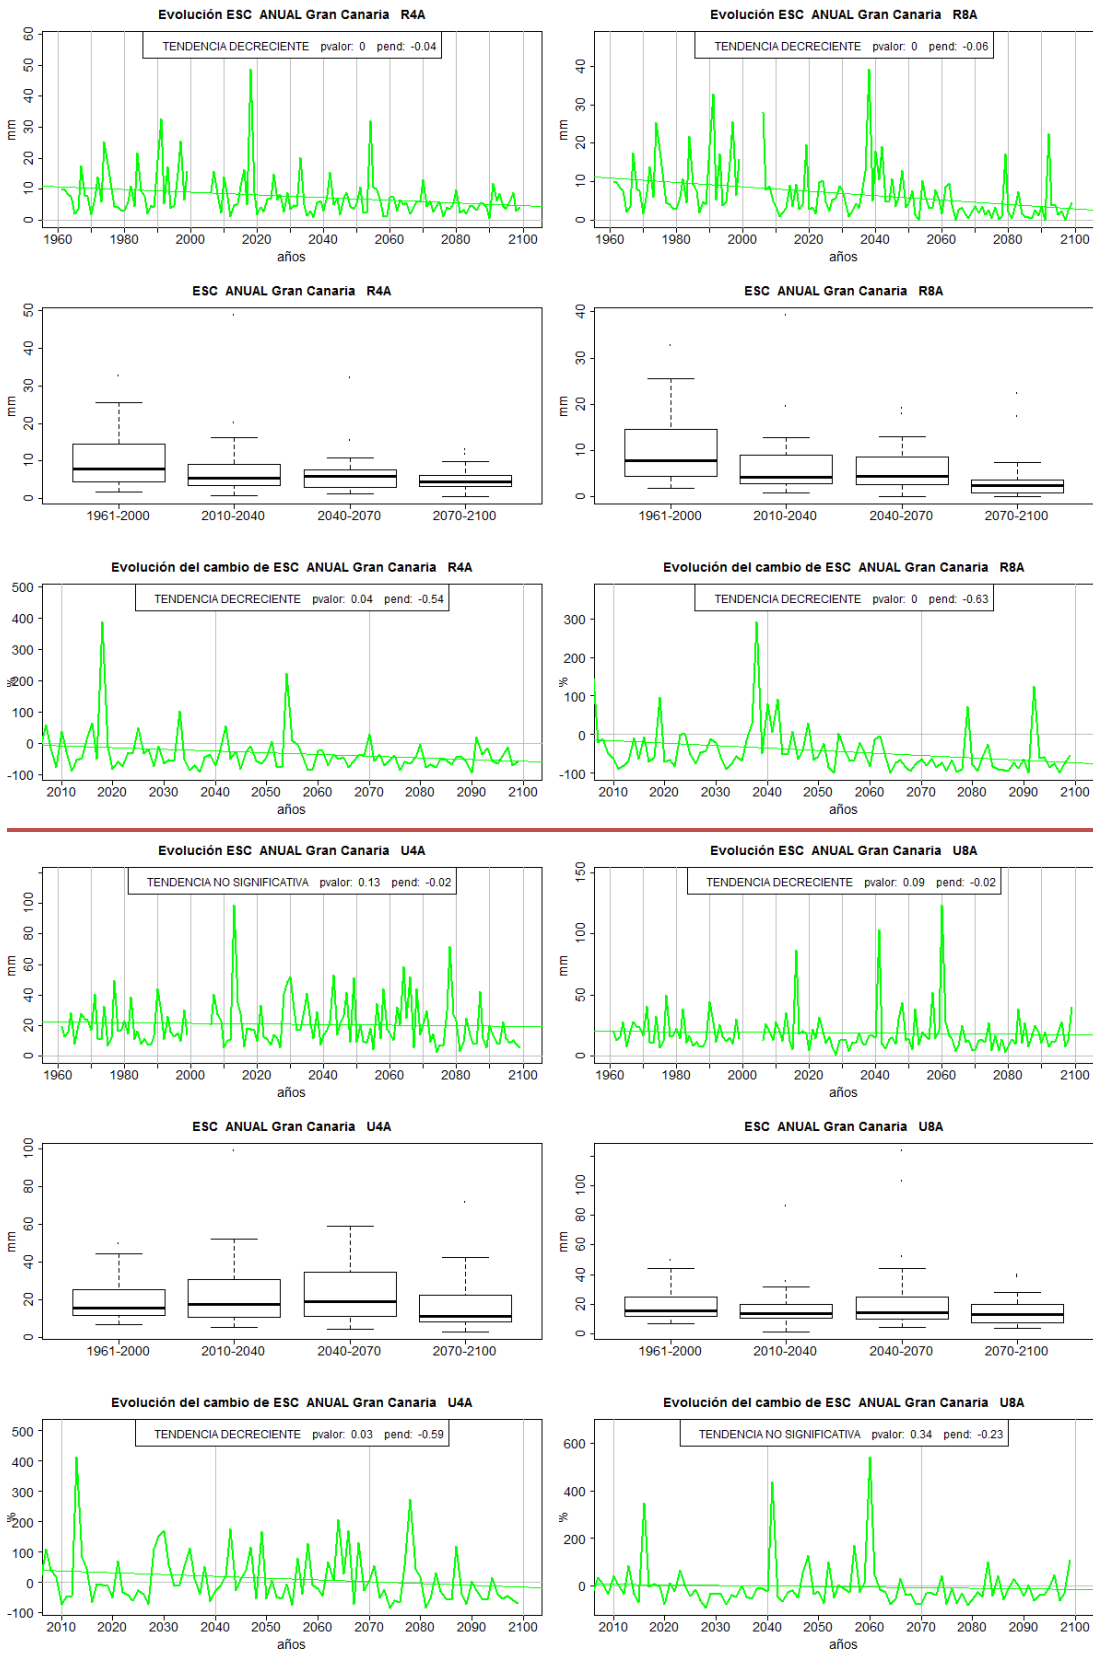 Evolución ESC ANUAL Gran Canaria R4A
TENDENCIA DECRECIENTE pvalor: 0 pend: -0.04
mm
0 10 20 30 40 50 60
1960 1980 2000 2020 2040 2060 2080 2100
años
Evolución ESC ANUAL Gran Canaria R8A
TENDENCIA DECRECIENTE pvalor: 0 pend: -0.06
mm
0 10 20 30 40
1960 1980 2000 2020 2040 2060 2080 2100
años
ESC ANUAL Gran Canaria R4A
mm
0 10 20 30 40 50
1961-2000 2010-2040 2040-2070 2070-2100
ESC ANUAL Gran Canaria R8A
mm
0 10 20 30 40
1961-2000 2010-2040 2040-2070 2070-2100
Evolución del cambio de ESC ANUAL Gran Canaria R4A
TENDENCIA DECRECIENTE pvalor: 0.04 pend: -0.54
%
-100 0 100 200 300 400 500
2010 2020 2030 2040 2050 2060 2070 2080 2090 2100
años
Evolución del cambio de ESC ANUAL Gran Canaria R8A
TENDENCIA DECRECIENTE pvalor: 0 pend: -0.63
%
-100 0 100 200 300
2010 2020 2030 2040 2050 2060 2070 2080 2090 2100
años
Evolución ESC ANUAL Gran Canaria U4A
TENDENCIA NO SIGNIFICATIVA pvalor: 0.13 pend: -0.02
mm
0 20 40 60 80 100
1960 1980 2000 2020 2040 2060 2080 2100
años
Evolución ESC ANUAL Gran Canaria U8A
TENDENCIA DECRECIENTE pvalor: 0.09 pend: -0.02
mm
0 50 100 150
1960 1980 2000 2020 2040 2060 2080 2100
años
ESC ANUAL Gran Canaria U4A
mm
0 20 40 60 80 100
1961-2000 2010-2040 2040-2070 2070-2100
ESC ANUAL Gran Canaria U8A
mm
0 20 40 60 80 100
1961-2000 2010-2040 2040-2070 2070-2100
Evolución del cambio de ESC ANUAL Gran Canaria U4A
TENDENCIA DECRECIENTE pvalor: 0.03 pend: -0.59
%
-100 0 100 200 300 400 500
2010 2020 2030 2040 2050 2060 2070 2080 2090 2100
años
Evolución del cambio de ESC ANUAL Gran Canaria U8A
TENDENCIA NO SIGNIFICATIVA pvalor: 0.34 pend: -0.23
%
0 200 400 600
2010 2020 2030 2040 2050 2060 2070 2080 2090 2100
años